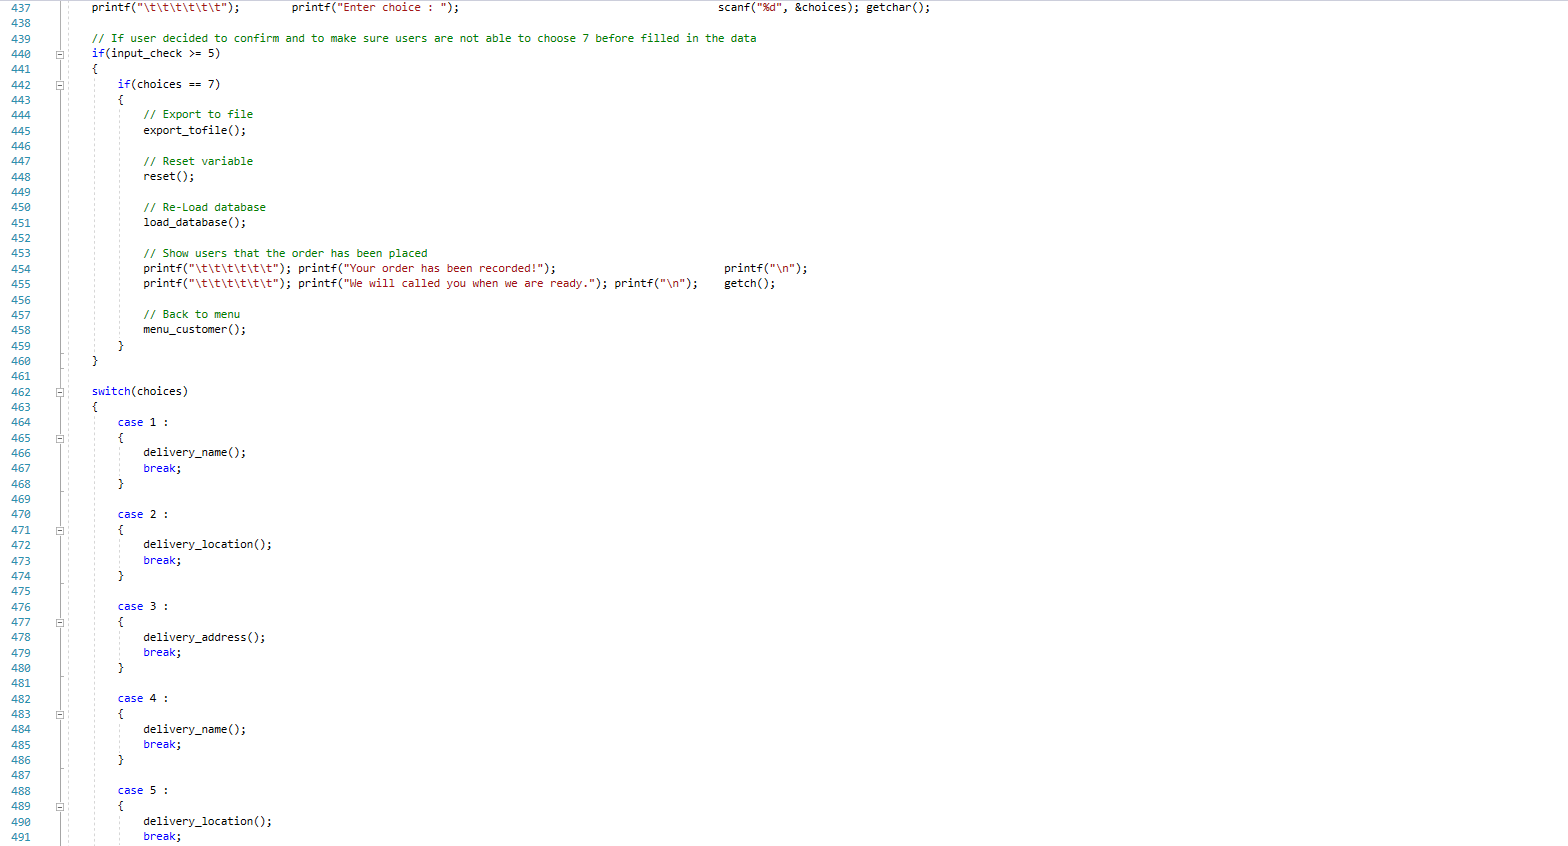 437 printf("\t\t\t\t\t\t"); printf("Enter choice : "); scanf("%d", &choices); getchar();
438
439 // If user decided to confirm and to make sure users are not able to choose 7 before filled in the data
440 if(input_check >= 5)
441 {
442 if(choices == 7)
443 {
444 // Export to file
445 export_tofile();
446
447 // Reset variable
448 reset();
449
450 // Re-Load database
451 load_database();
452
453 // Show users that the order has been placed
454 printf("\t\t\t\t\t\t"); printf("Your order has been recorded!"); printf("\n");
455 printf("\t\t\t\t\t\t"); printf("We will called you when we are ready."); printf("\n"); getch();
456
457 // Back to menu
458 menu_customer();
459 }
460 }
461
462 switch(choices)
463 {
464 case 1 :
465 {
466 delivery_name();
467 break;
468 }
469
470 case 2 :
471 {
472 delivery_location();
473 break;
474 }
475
476 case 3 :
477 {
478 delivery_address();
479 break;
480 }
481
482 case 4 :
483 {
484 delivery_name();
485 break;
486 }
487
488 case 5 :
489 {
490 delivery_location();
491 break;